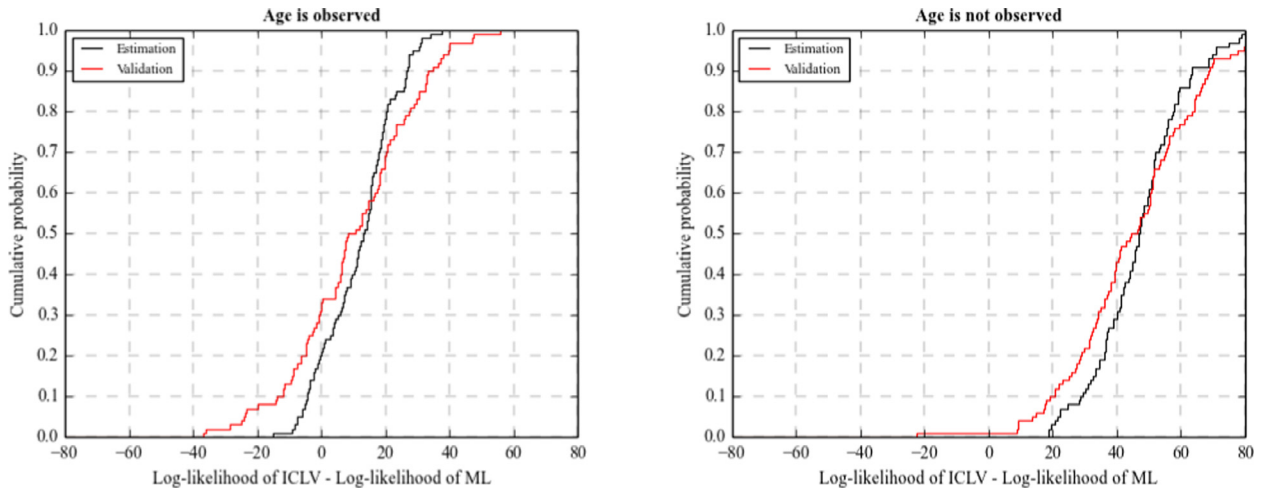 Age is observed
Estimation
Validation
1.0
0.9
0.8
0.7
0.6
0.5
0.4
0.3
0.2
0.1
0.0
Cumulative probability
−80 −60 −40 −20 0 20 40 60 80
Log-likelihood of ICLV - Log-likelihood of ML
Age is not observed
Estimation
Validation
1.0
0.9
0.8
0.7
0.6
0.5
0.4
0.3
0.2
0.1
0.0
Cumulative probability
−80 −60 −40 −20 0 20 40 60 80
Log-likelihood of ICLV - Log-likelihood of ML